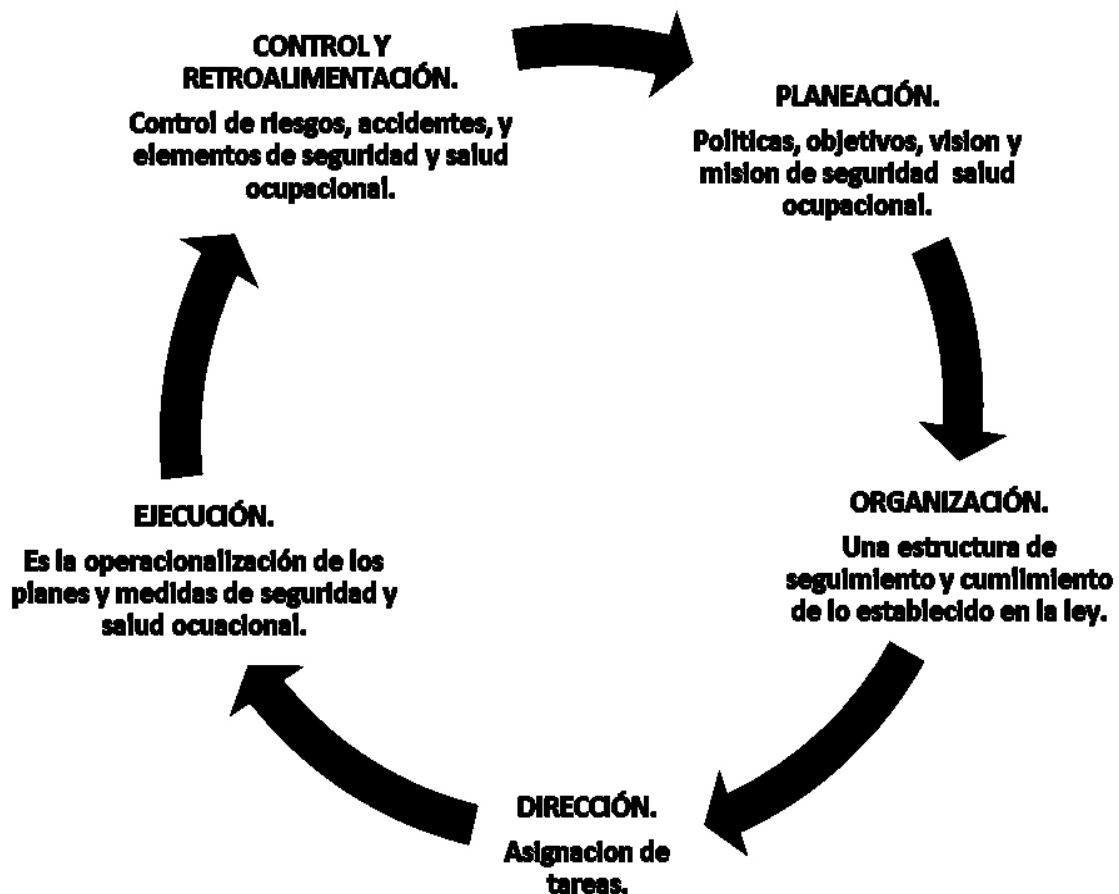 CONTROL Y
RETROALIMENTACIÓN.
Control de riesgos, accidentes, y
elementos de seguridad y salud
ocupacional.
PLANEACIÓN.
Politicas, objetivos, vision y
mision de seguridad salud
ocupacional.
ORGANIZACIÓN.
Una estructura de
seguimiento y cumlimiento
de lo establecido en la ley.
DIRECCIÓN.
Asignacion de
tareas.
EJECUCIÓN.
Es la operacionalización de los
planes y medidas de seguridad y
salud ocuacional.